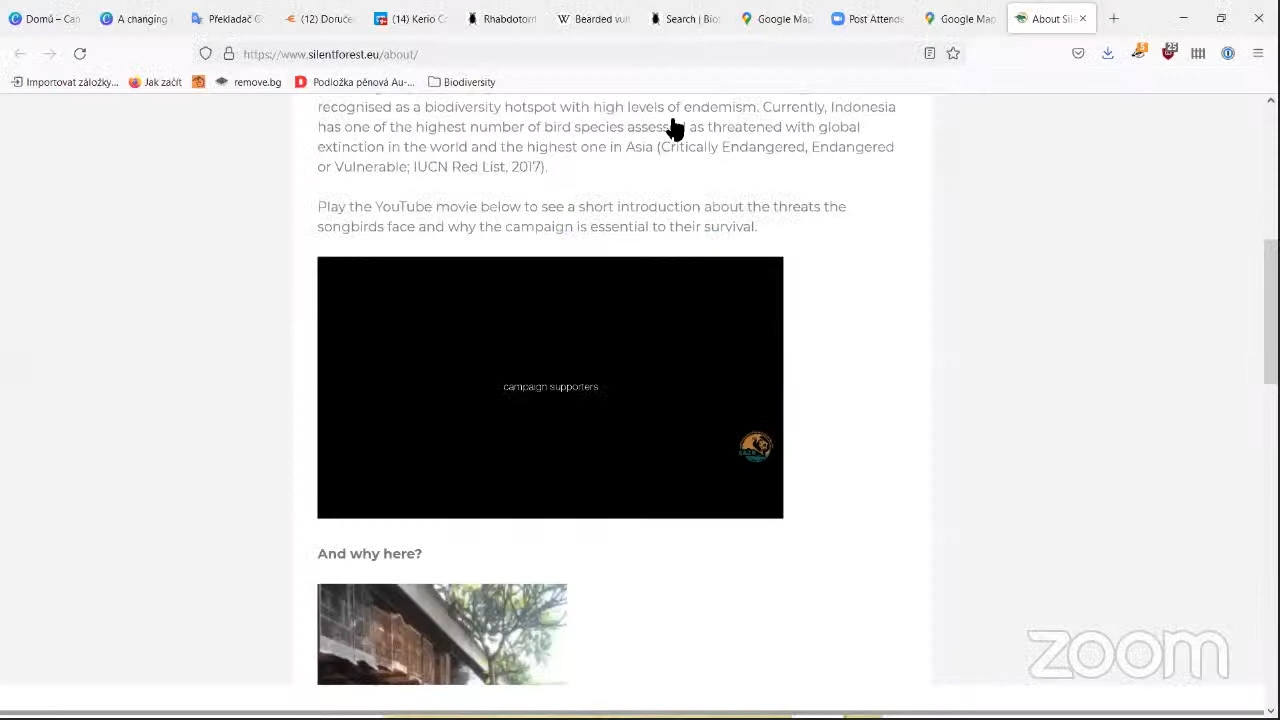 Domů – Can
A changing
Překladač G
(12) Doruče
(14) Kerio C
Rhabdotorr
Bearded vul
Search | Bio
Google Map
Post Attende
Google Map
About Sile
https://www.silentforest.eu/about/
5
25
Importovat záložky...
Jak začít
remove.bg
Podložka pěnová Au-...
Biodiversity
recognised as a biodiversity hotspot with high levels of endemism. Currently, Indonesia
has one of the highest number of bird species assess as threatened with global
extinction in the world and the highest one in Asia (Critically Endangered, Endangered
or Vulnerable; IUCN Red List, 2017).
Play the YouTube movie below to see a short introduction about the threats the
songbirds face and why the campaign is essential to their survival.
campaign supporters
And why here?
zoom